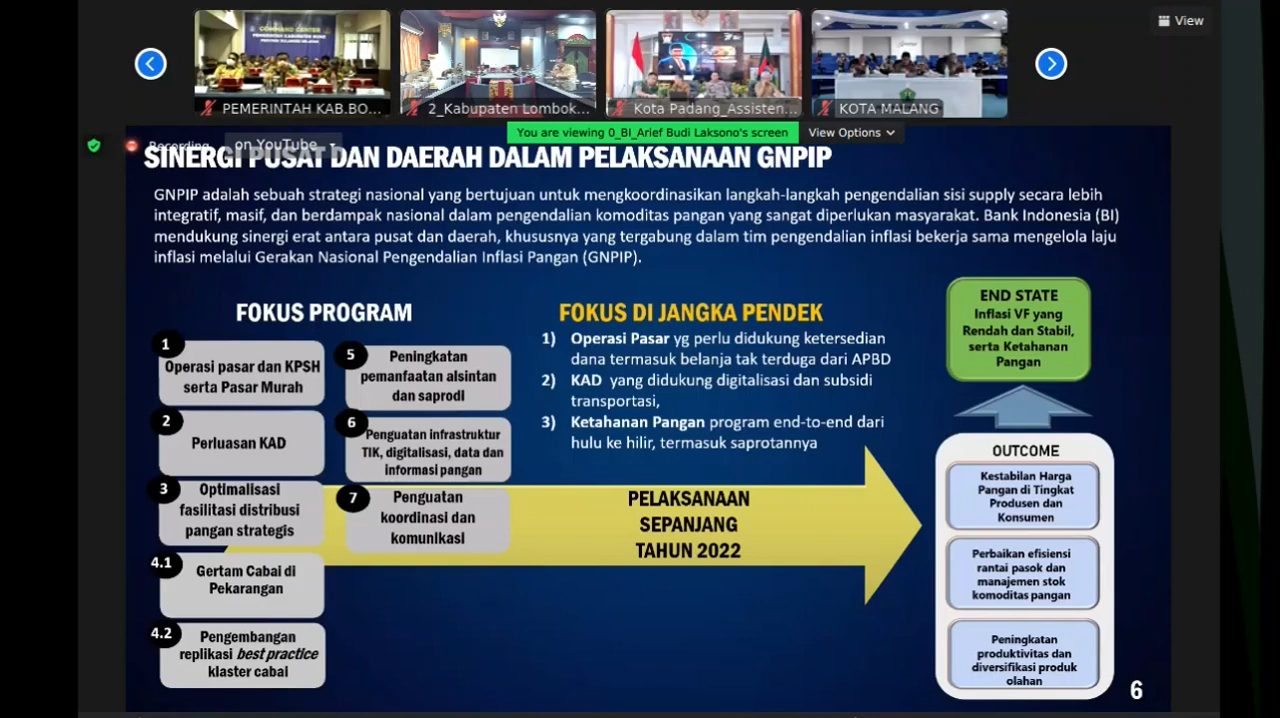 View
COMMAND CENTER
PEMERINTAH KAB.BO...
2_Kabupaten Lombok...
Kota Padang_Assisten...
KOTA MALANG
You are viewing 0_BI_Arief Budi Laksono's screen
View Options
Recording
on YouTube
SINERGI PUSAT DAN DAERAH DALAM PELAKSANAAN GNPIP
GNPIP adalah sebuah strategi nasional yang bertujuan untuk mengkoordinasikan langkah-langkah pengendalian sisi supply secara lebih
integratif, masif, dan berdampak nasional dalam pengendalian komoditas pangan yang sangat diperlukan masyarakat. Bank Indonesia (BI)
mendukung sinergi erat antara pusat dan daerah, khususnya yang tergabung dalam tim pengendalian inflasi bekerja sama mengelola laju
inflasi melalui Gerakan Nasional Pengendalian Inflasi Pangan (GNPIP).
FOKUS PROGRAM
1
Operasi pasar dan KPSH
serta Pasar Murah
2
Perluasan KAD
3
Optimalisasi
fasilitasi distribusi
pangan strategis
4.1
Gertam Cabai di
Pekarangan
4.2
Pengembangan
replikasi best practice
klaster cabai
5
Peningkatan
pemanfaatan alsintan
dan saprodi
6
Penguatan infrastruktur
TIK, digitalisasi, data dan
informasi pangan
7
Penguatan
koordinasi dan
komunikasi
FOKUS DI JANGKA PENDEK
1) Operasi Pasar yg perlu didukung ketersedian
dana termasuk belanja tak terduga dari APBD
2) KAD yang didukung digitalisasi dan subsidi
transportasi,
3) Ketahanan Pangan program end-to-end dari
hulu ke hilir, termasuk saprotannya
PELAKSANAAN
SEPANJANG
TAHUN 2022
END STATE
Inflasi VF yang
Rendah dan Stabil,
serta Ketahanan
Pangan
OUTCOME
Kestabilan Harga
Pangan di Tingkat
Produsen dan
Konsumen
Perbaikan efisiensi
rantai pasok dan
manajemen stok
komoditas pangan
Peningkatan
produktivitas dan
diversifikasi produk
olahan
6